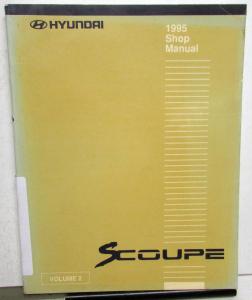 HYUNDAI
1995
Shop
Manual
SCOUPE
VOLUME 2